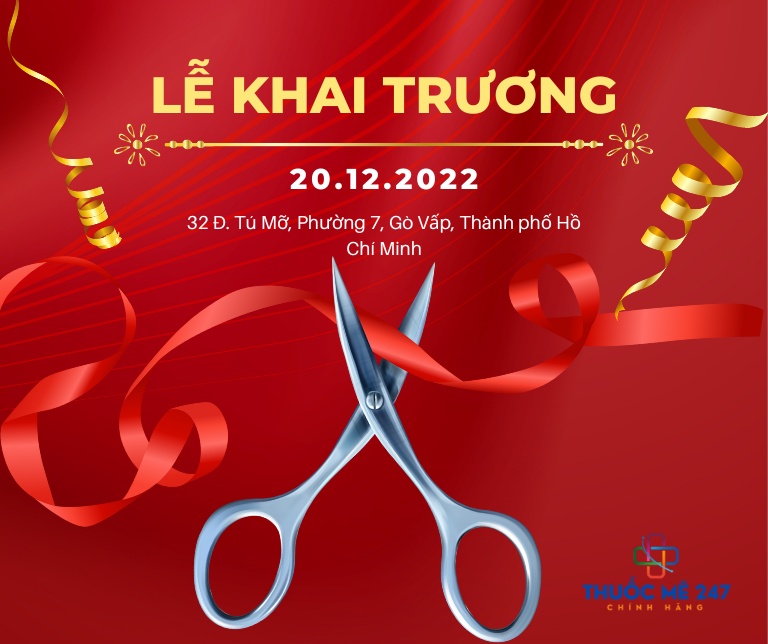 LỄ KHAI TRƯƠNG
20.12.2022
32 Đ. Tú Mỡ, Phường 7, Gò Vấp, Thành phố Hồ
Chí Minh
THUỐC MÊ 247
CHÍNH HÃNG